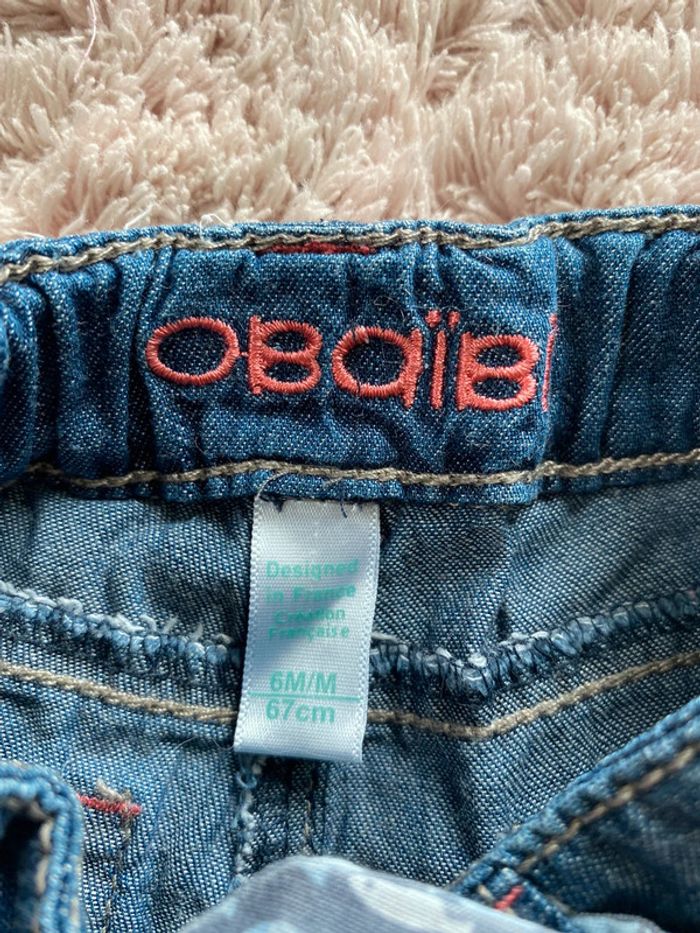 OBaïBi
Designed
in France
Création
Française
6M/M
67cm